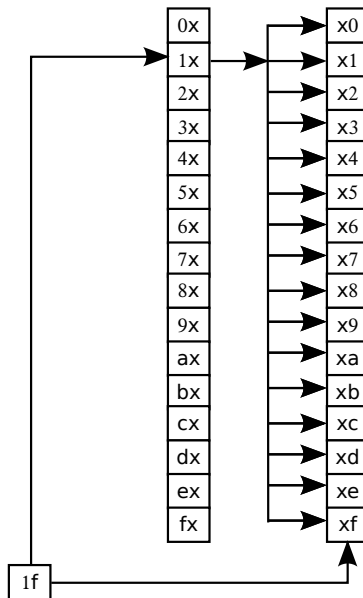 0x x0
1x x1
2x x2
3x x3
4x x4
5x x5
6x x6
7x x7
8x x8
9x x9
ax xa
bx xb
cx xc
dx xd
ex xe
fx xf
1f